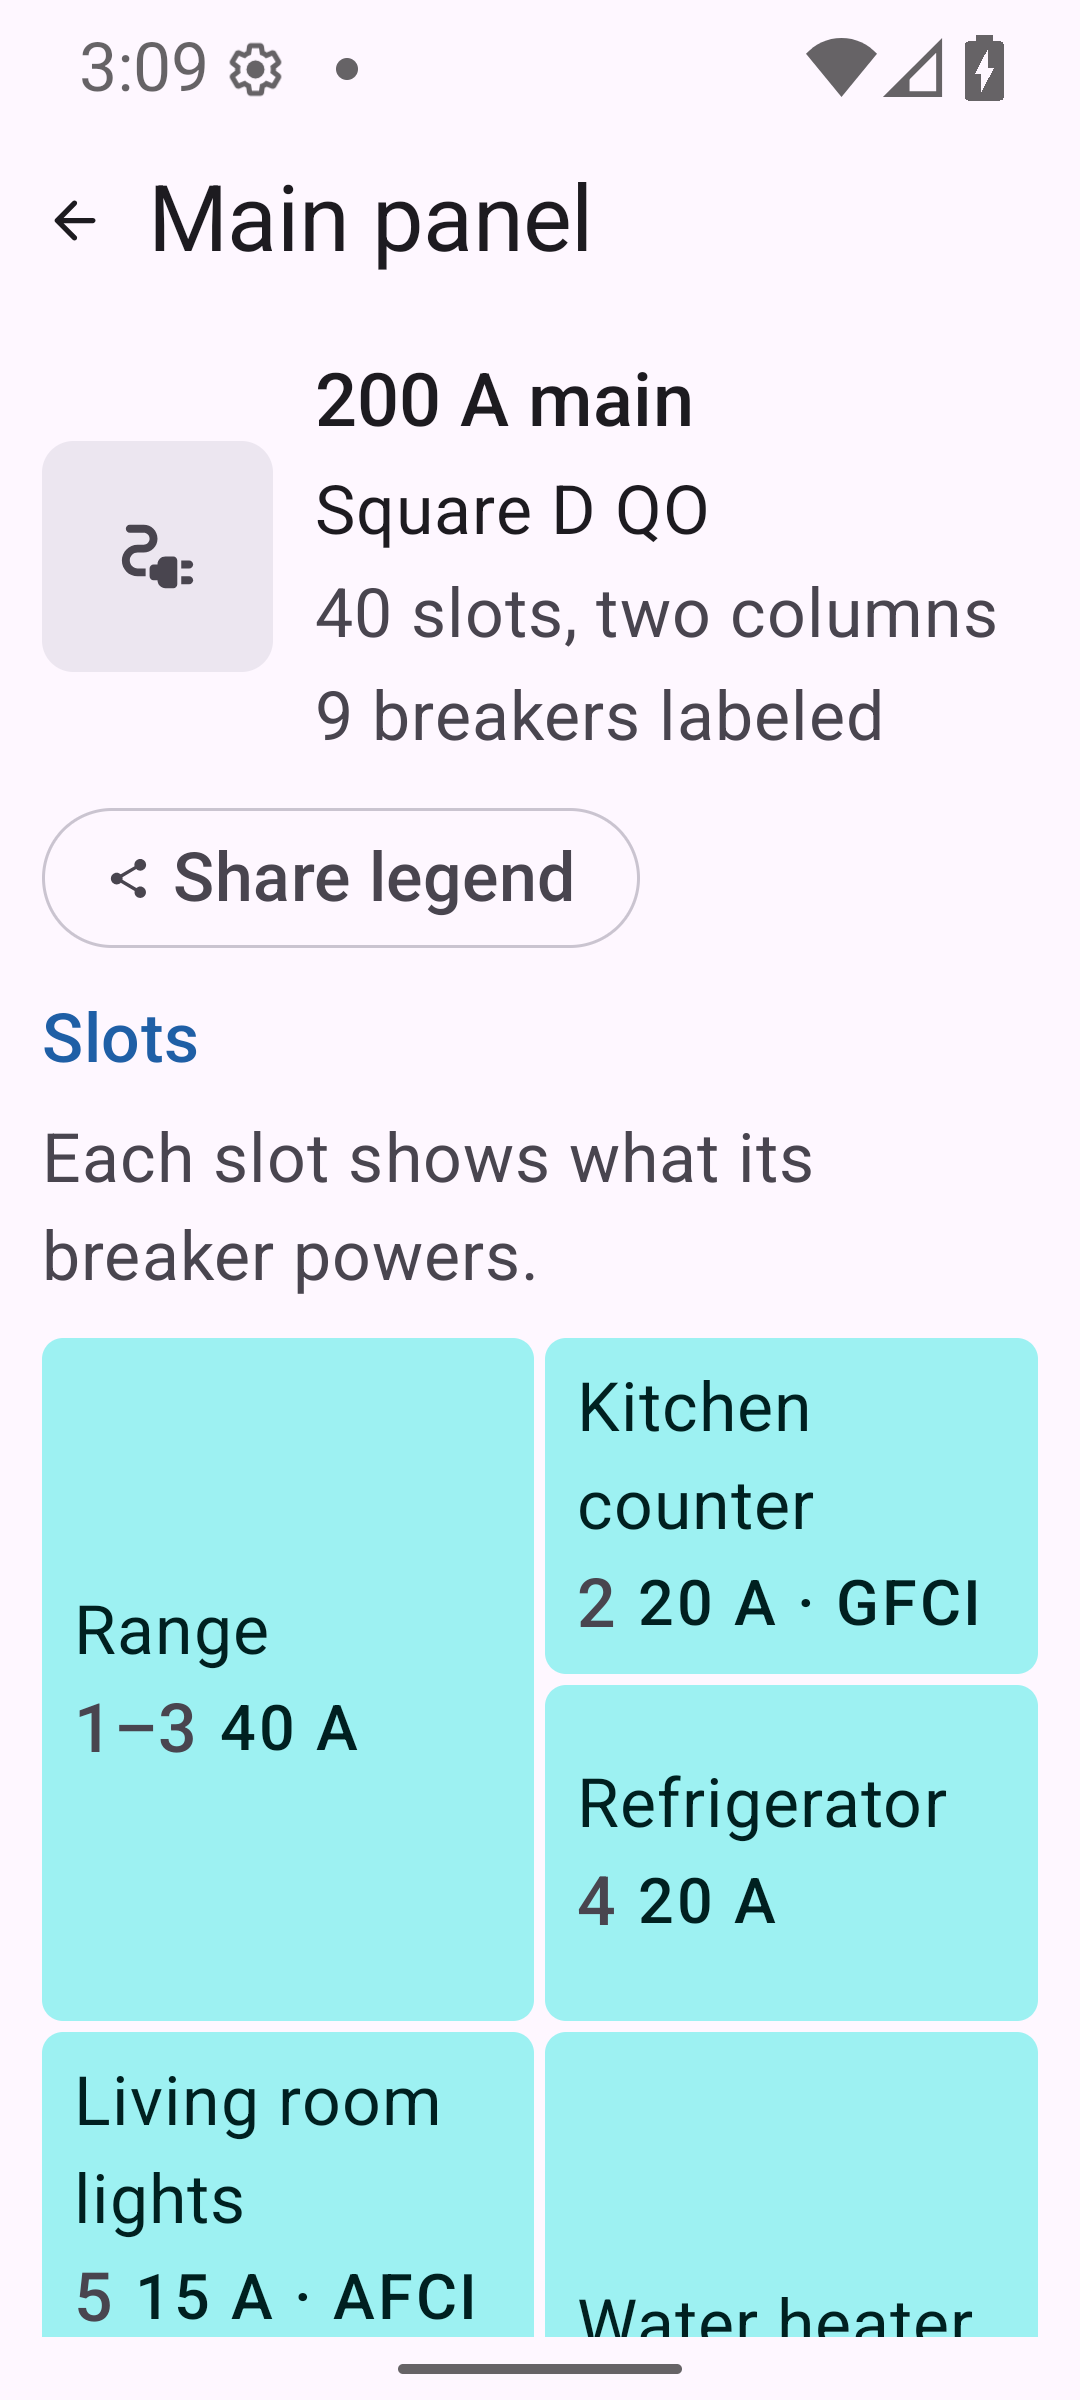 3:09
Main panel
200 A main
Square D QO
40 slots, two columns
9 breakers labeled
Share legend
Slots
Each slot shows what its
breaker powers.
Range
1–3 40 A
Kitchen
counter
2 20 A · GFCI
Refrigerator
4 20 A
Living room
lights
5 15 A · AFCI
Water heater